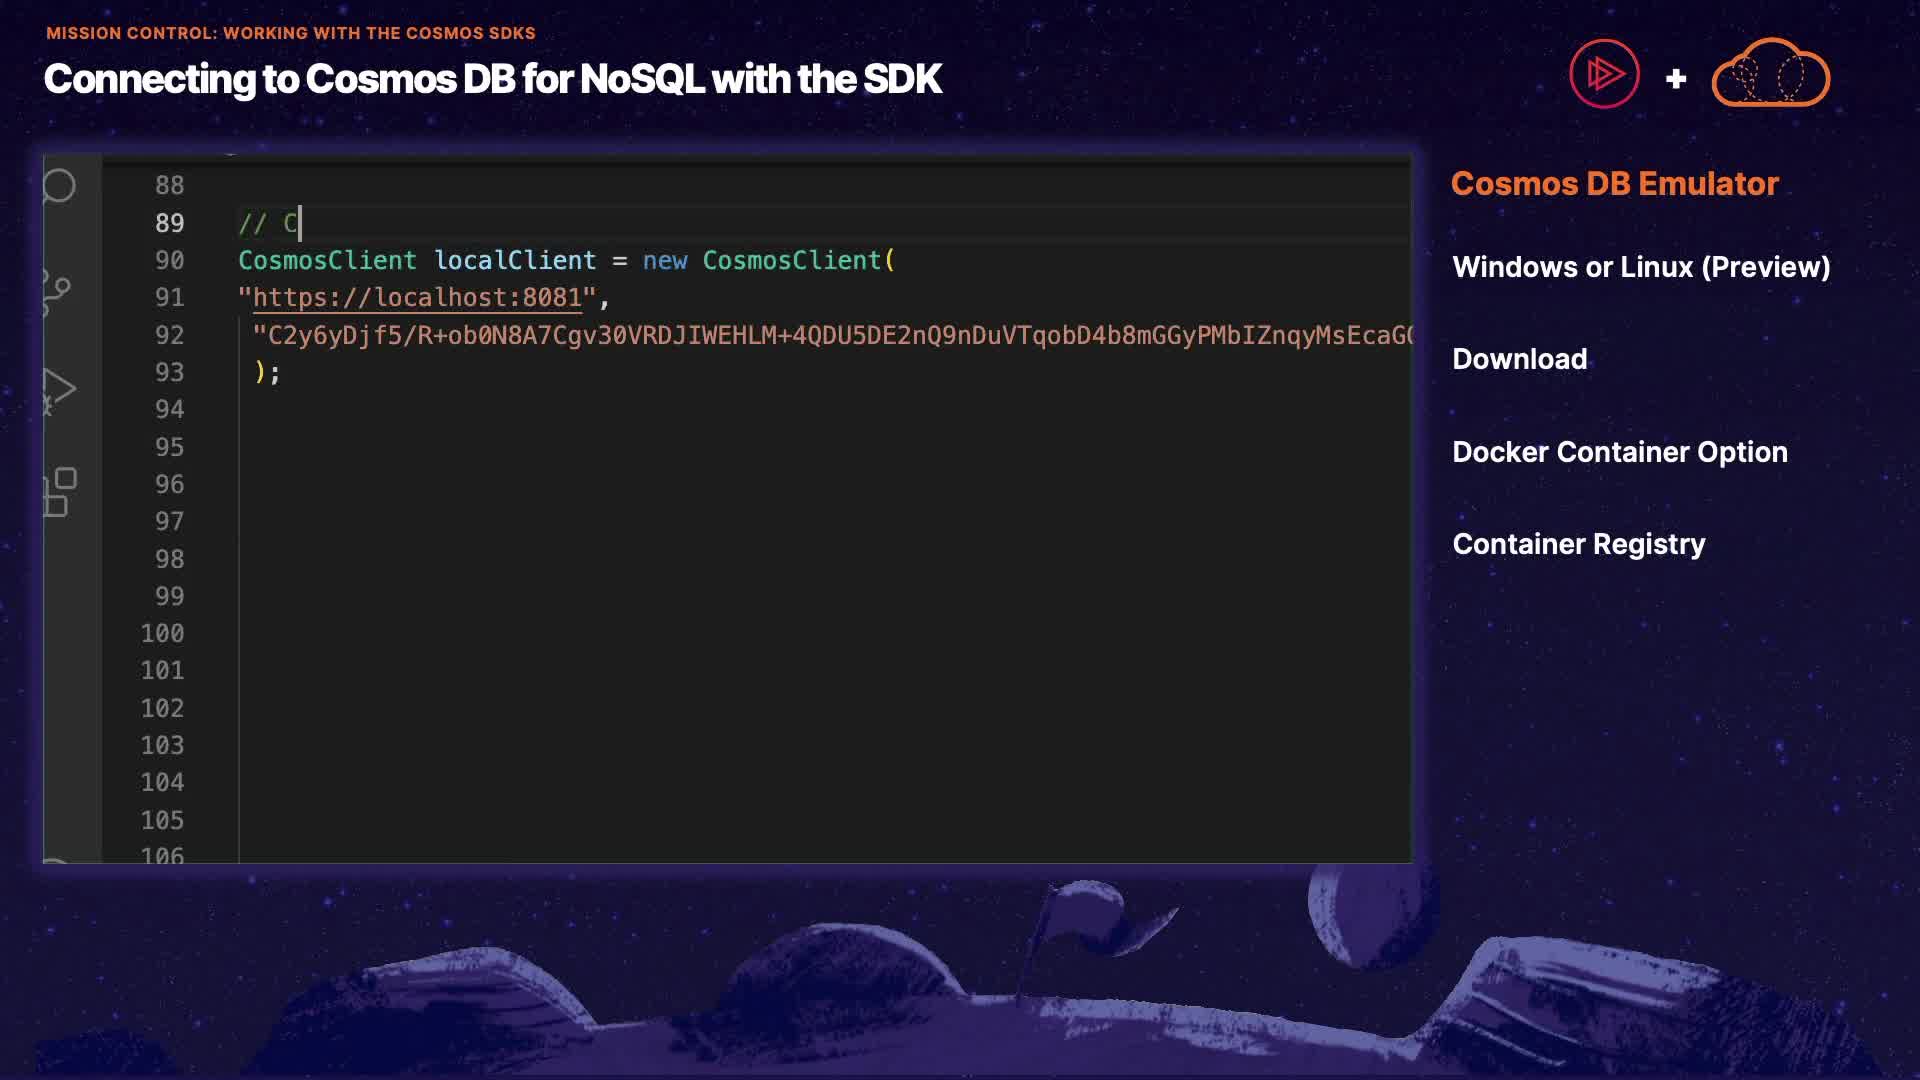 MISSION CONTROL: WORKING WITH THE COSMOS SDKS
Connecting to Cosmos DB for NoSQL with the SDK
+
88
89 // C
90 CosmosClient localClient = new CosmosClient(
91 "https://localhost:8081",
92 "C2y6yDjf5/R+ob0N8A7Cgv30VRDJIWEHLM+4QDU5DE2nQ9nDuVTqobD4b8mGGyPMbIZnqyMsEcaG
93 );
94
95
96
97
98
99
100
101
102
103
104
105
106
Cosmos DB Emulator
Windows or Linux (Preview)
Download
Docker Container Option
Container Registry